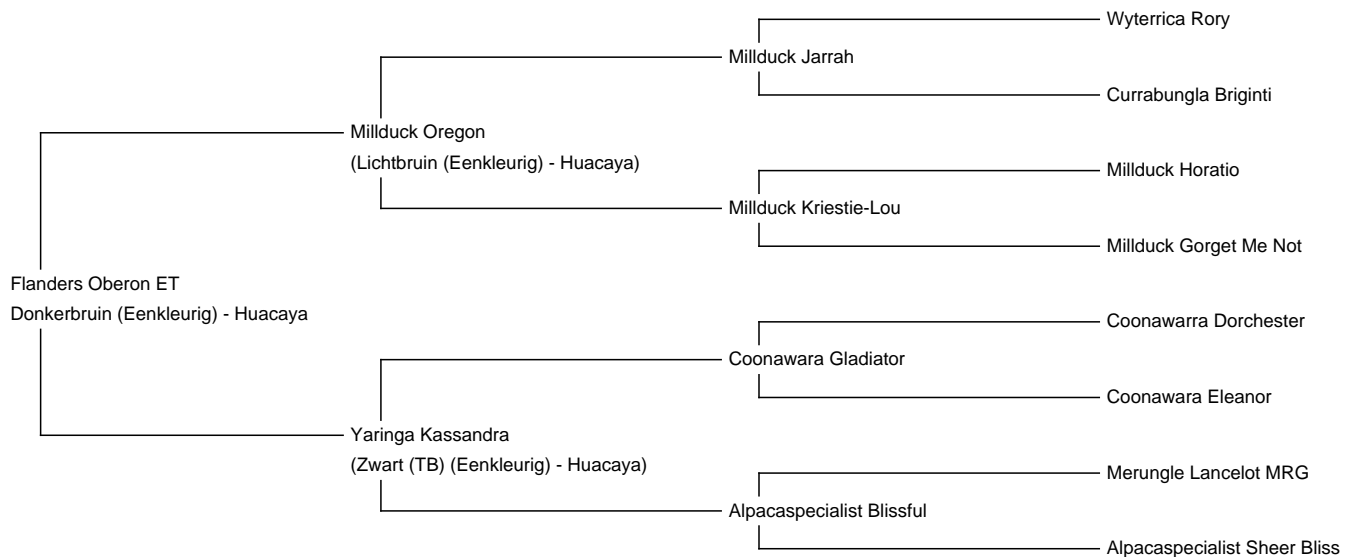 Wyterrica Rory
Millduck Jarrah
Currabungla Briginti
Millduck Oregon
(Lichtbruin (Eenkleurig) - Huacaya)
Millduck Horatio
Millduck Kriestie-Lou
Millduck Gorget Me Not
Flanders Oberon ET
Donkerbruin (Eenkleurig) - Huacaya
Coonawarra Dorchester
Coonawara Gladiator
Coonawara Eleanor
Yaringa Kassandra
(Zwart (TB) (Eenkleurig) - Huacaya)
Merungle Lancelot MRG
Alpacaspecialist Blissful
Alpacaspecialist Sheer Bliss